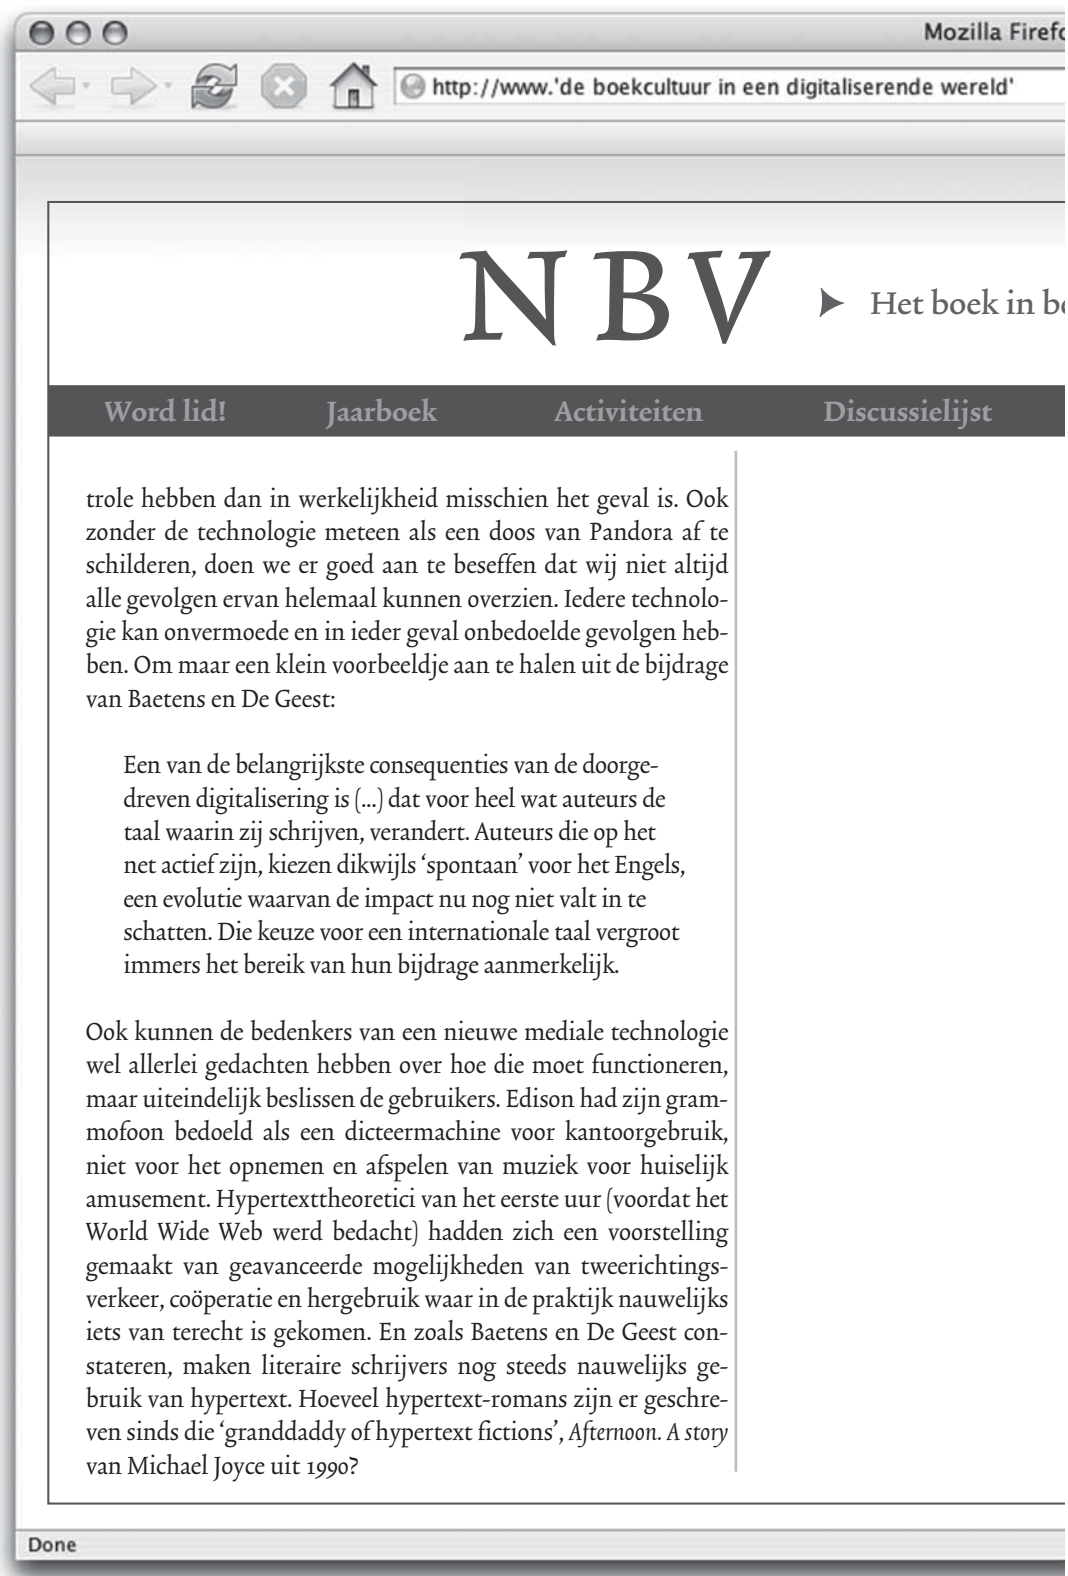 Mozilla Firefo
http://www.'de boekcultuur in een digitaliserende wereld'
NBV
Het boek in be
Word lid! Jaarboek Activiteiten Discussielijst
trole hebben dan in werkelijkheid misschien het geval is. Ook
zonder de technologie meteen als een doos van Pandora af te
schilderen, doen we er goed aan te beseffen dat wij niet altijd
alle gevolgen ervan helemaal kunnen overzien. Iedere technolo-
gie kan onvermoede en in ieder geval onbedoelde gevolgen heb-
ben. Om maar een klein voorbeeldje aan te halen uit de bijdrage
van Baetens en De Geest:
Een van de belangrijkste consequenties van de doorge-
dreven digitalisering is (...) dat voor heel wat auteurs de
taal waarin zij schrijven, verandert. Auteurs die op het
net actief zijn, kiezen dikwijls ‘spontaan’ voor het Engels,
een evolutie waarvan de impact nu nog niet valt in te
schatten. Die keuze voor een internationale taal vergroot
immers het bereik van hun bijdrage aanmerkelijk.
Ook kunnen de bedenkers van een nieuwe mediale technologie
wel allerlei gedachten hebben over hoe die moet functioneren,
maar uiteindelijk beslissen de gebruikers. Edison had zijn gram-
mofoon bedoeld als een dicteermachine voor kantoorgebruik,
niet voor het opnemen en afspelen van muziek voor huiselijk
amusement. Hypertexttheoretici van het eerste uur (voordat het
World Wide Web werd bedacht) hadden zich een voorstelling
gemaakt van geavanceerde mogelijkheden van tweerichtings-
verkeer, coöperatie en hergebruik waar in de praktijk nauwelijks
iets van terecht is gekomen. En zoals Baetens en De Geest con-
stateren, maken literaire schrijvers nog steeds nauwelijks ge-
bruik van hypertext. Hoeveel hypertext-romans zijn er geschre-
ven sinds die ‘granddaddy of hypertext fictions’, Afternoon. A story
van Michael Joyce uit 1990?
Done